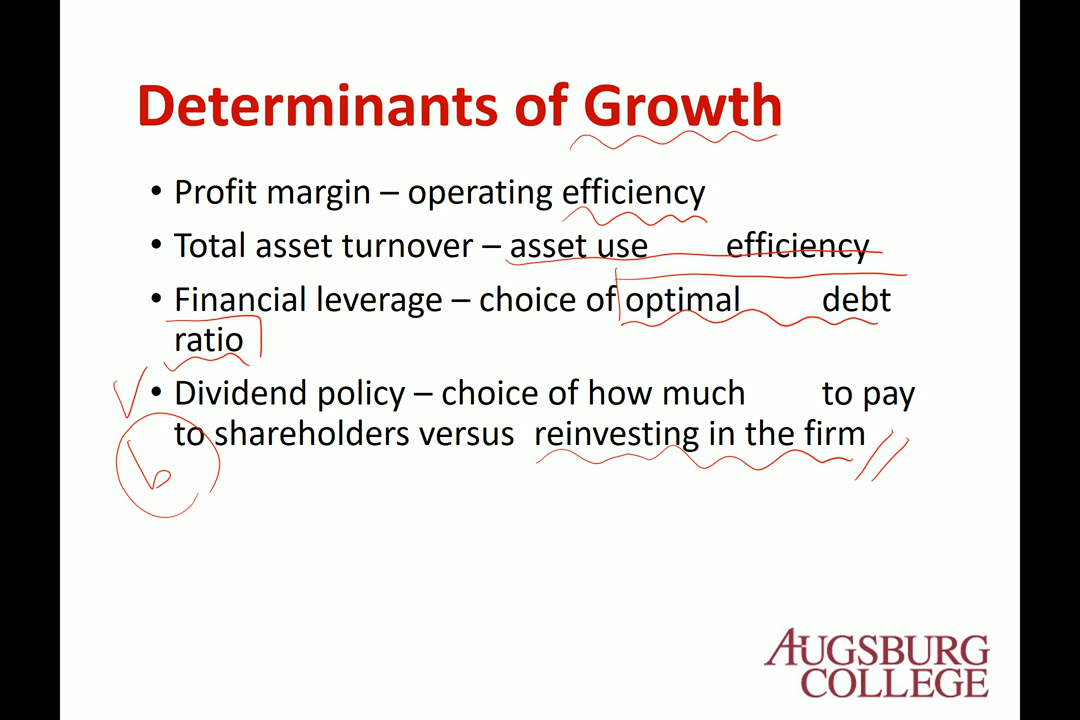 Determinants of Growth
• Profit margin – operating efficiency
• Total asset turnover – asset use efficiency
• Financial leverage – choice of optimal debt
ratio
• Dividend policy – choice of how much to pay
to shareholders versus reinvesting in the firm
b
AUGSBURG
COLLEGE